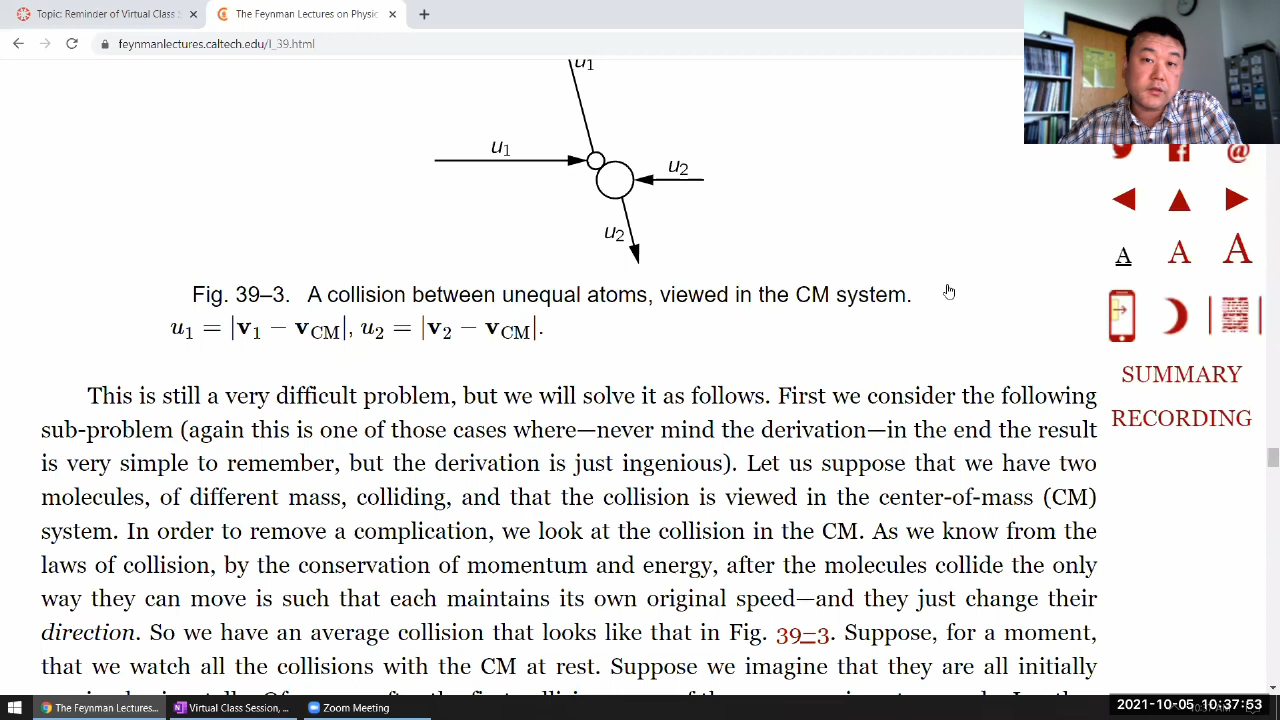 Topic: Reminder of Virtual Class
The Feynman Lectures on Physic
feynmanlectures.caltech.edu/I_39.html
u1
u1
u2
u2
Fig. 39–3. A collision between unequal atoms, viewed in the CM system.
u1 = |v1 − vCM|, u2 = |v2 − vCM|.
This is still a very difficult problem, but we will solve it as follows. First we consider the following
sub-problem (again this is one of those cases where—never mind the derivation—in the end the result
is very simple to remember, but the derivation is just ingenious). Let us suppose that we have two
molecules, of different mass, colliding, and that the collision is viewed in the center-of-mass (CM)
system. In order to remove a complication, we look at the collision in the CM. As we know from the
laws of collision, by the conservation of momentum and energy, after the molecules collide the only
way they can move is such that each maintains its own original speed—and they just change their
direction. So we have an average collision that looks like that in Fig. 39–3. Suppose, for a moment,
that we watch all the collisions with the CM at rest. Suppose we imagine that they are all initially
@
A A A
SUMMARY
RECORDING
The Feynman Lectures...
Virtual Class Session, ...
Zoom Meeting
2021-10-05 10:37:53